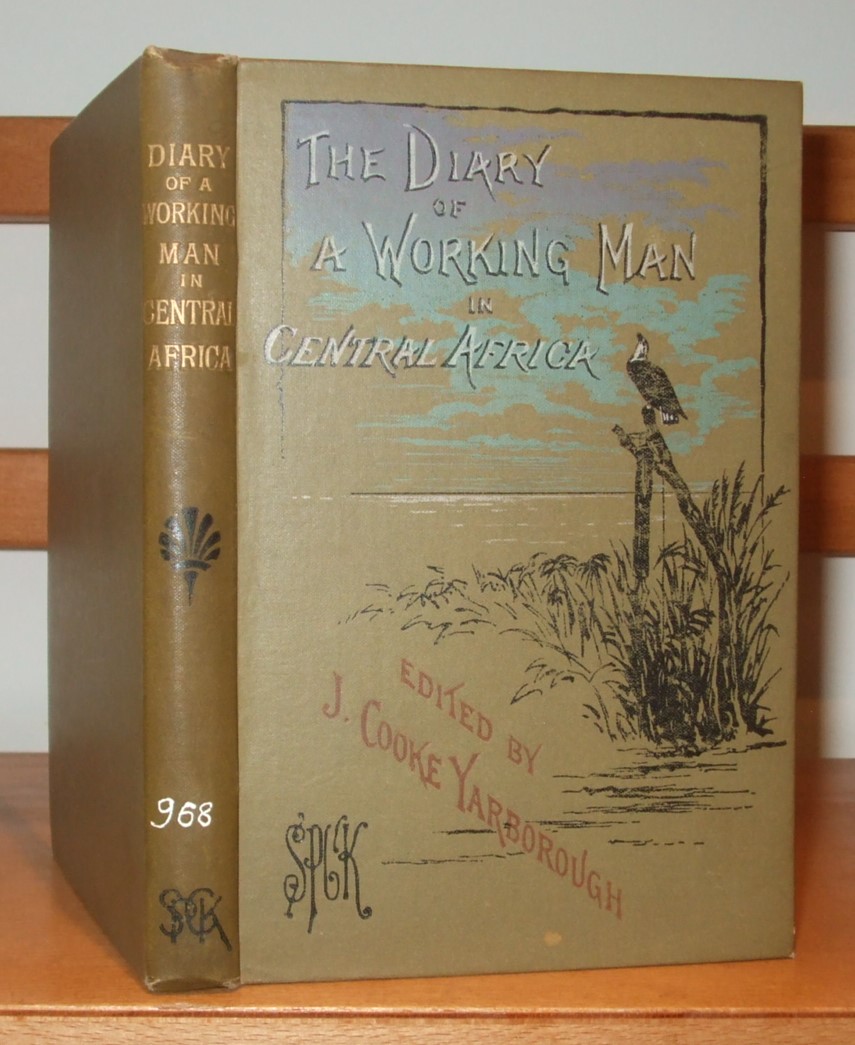 DIARY
OF A
WORKING
MAN
IN
CENTRAL
AFRICA
968
SPCK
THE DIARY
OF
A WORKING MAN
IN
CENTRAL AFRICA
EDITED BY
J. COOKE YARBOROUGH
SPCK